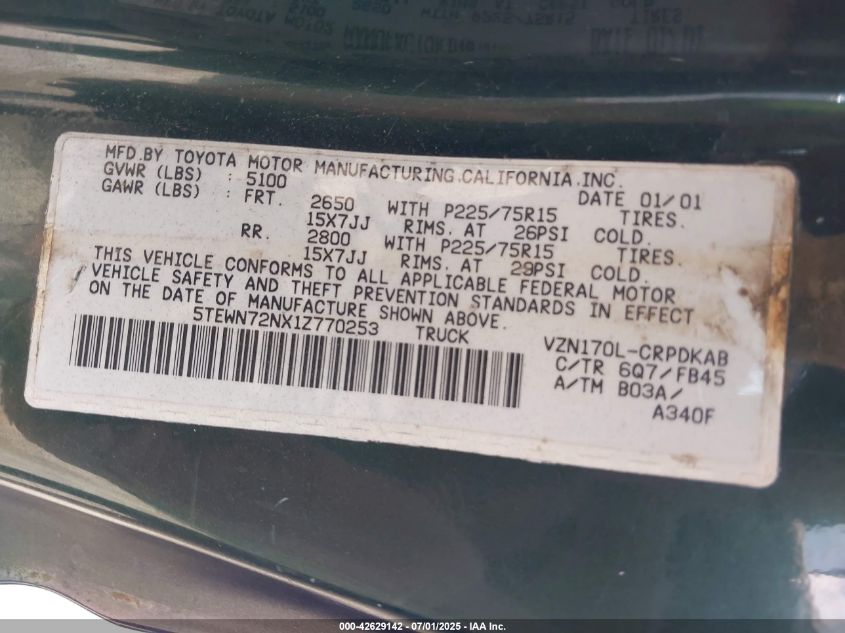 MFD.BY TOYOTA MOTOR MANUFACTURING.CALIFORNIA.INC.
GVWR (LBS) : 5100 DATE 01/01
GAWR (LBS) : FRT. 2650 WITH P225/75R15 TIRES.
15X7JJ RIMS. AT 26PSI COLD.
RR. 2800 WITH P225/75R15 TIRES.
15X7JJ RIMS. AT 29PSI COLD.
THIS VEHICLE CONFORMS TO ALL APPLICABLE FEDERAL MOTOR
VEHICLE SAFETY AND THEFT PREVENTION STANDARDS IN EFFECT
ON THE DATE OF MANUFACTURE SHOWN ABOVE.
5TEWN72NX1Z770253 TRUCK
VZN170L-CRPDKAB
C/TR 6Q7/FB45
A/TM B03A/
A340F
000-42629142 - 07/01/2025 - IAA Inc.